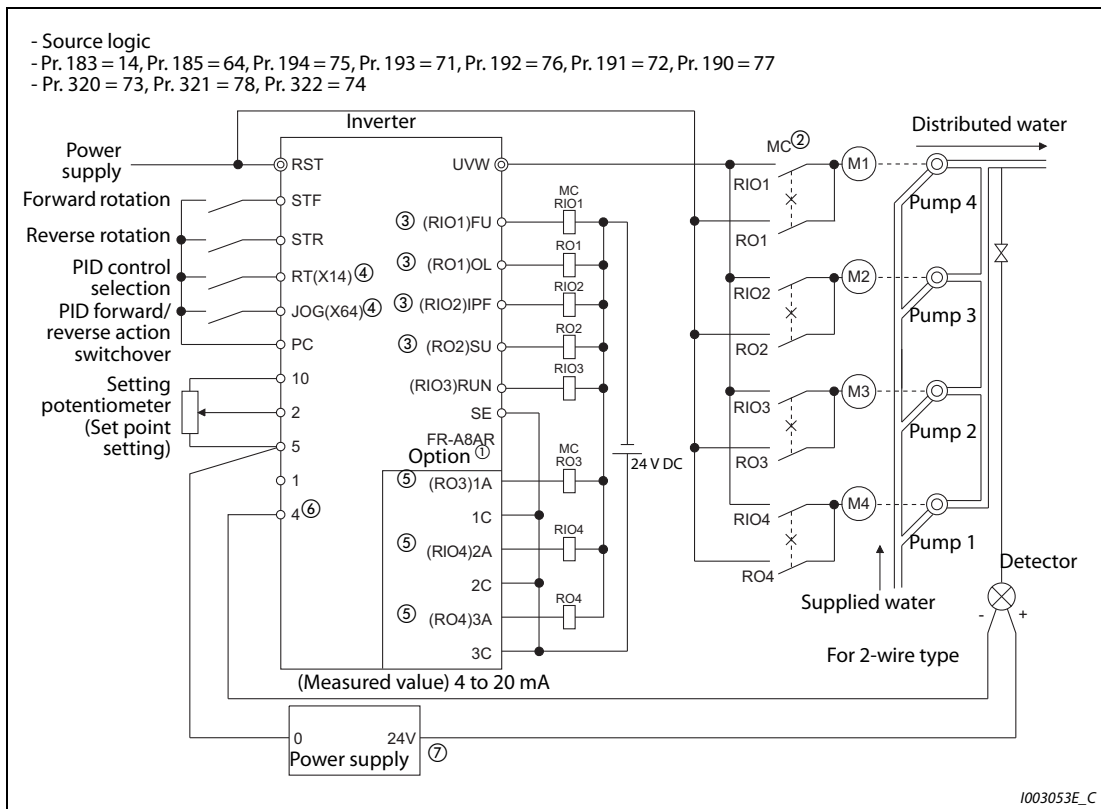 - Source logic
- Pr. 183 = 14, Pr. 185 = 64, Pr. 194 = 75, Pr. 193 = 71, Pr. 192 = 76, Pr. 191 = 72, Pr. 190 = 77
- Pr. 320 = 73, Pr. 321 = 78, Pr. 322 = 74
Inverter
Distributed water
Power
supply
RST
UVW
MC②
RIO1
M1
Pump 4
Forward rotation
STF
Reverse rotation
STR
PID control
selection
RT(X14)④
PID forward/
reverse action
switchover
JOG(X64)④
PC
MC
RIO1
③ (RIO1)FU
RO1
③ (RO1)OL
RIO2
③ (RIO2)IPF
RO2
③ (RO2)SU
RIO3
(RIO3)RUN
SE
RO1
RIO2
M2
Pump 3
RO2
RIO3
M3
Pump 2
RO3
RIO4
M4
Pump 1
RO4
Setting
potentiometer
(Set point
setting)
10
2
5
1
4⑥
FR-A8AR
Option①
24 V DC
MC
RO3
⑤ (RO3)1A
1C
RIO4
⑤ (RIO4)2A
2C
RO4
⑤ (RO4)3A
3C
Supplied water
Detector
- +
For 2-wire type
(Measured value) 4 to 20 mA
0 24V ⑦
Power supply
I003053E_C